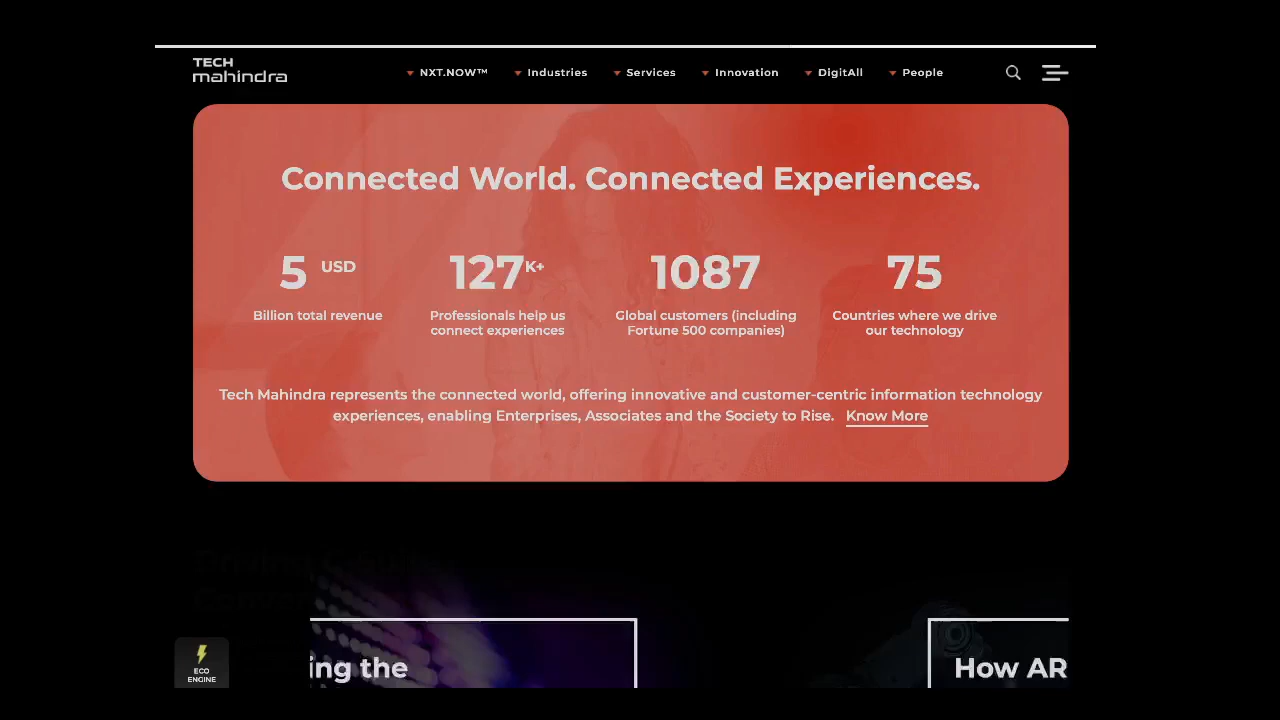 TECH
mahindra
NXT.NOW™ Industries Services Innovation DigitAll People
Connected World. Connected Experiences.
5 USD
Billion total revenue
127K+
Professionals help us
connect experiences
1087
Global customers (including
Fortune 500 companies)
75
Countries where we drive
our technology
Tech Mahindra represents the connected world, offering innovative and customer-centric information technology
experiences, enabling Enterprises, Associates and the Society to Rise. Know More
ing the
How AR
ECO
ENGINE